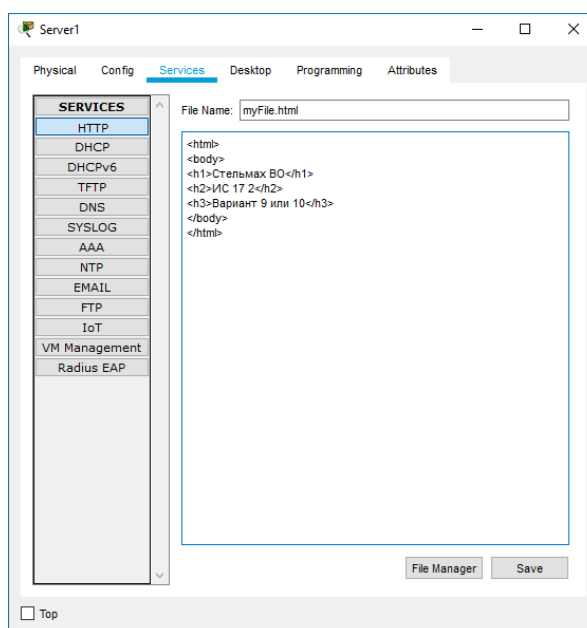 Server1
Physical Config Services Desktop Programming Attributes
SERVICES
HTTP
DHCP
DHCPv6
TFTP
DNS
SYSLOG
AAA
NTP
EMAIL
FTP
IoT
VM Management
Radius EAP
File Name: myFile.html
<html>
<body>
<h1>Стельмах ВО</h1>
<h2>ИС 17 2</h2>
<h3>Вариант 9 или 10</h3>
</body>
</html>
File Manager Save
Top